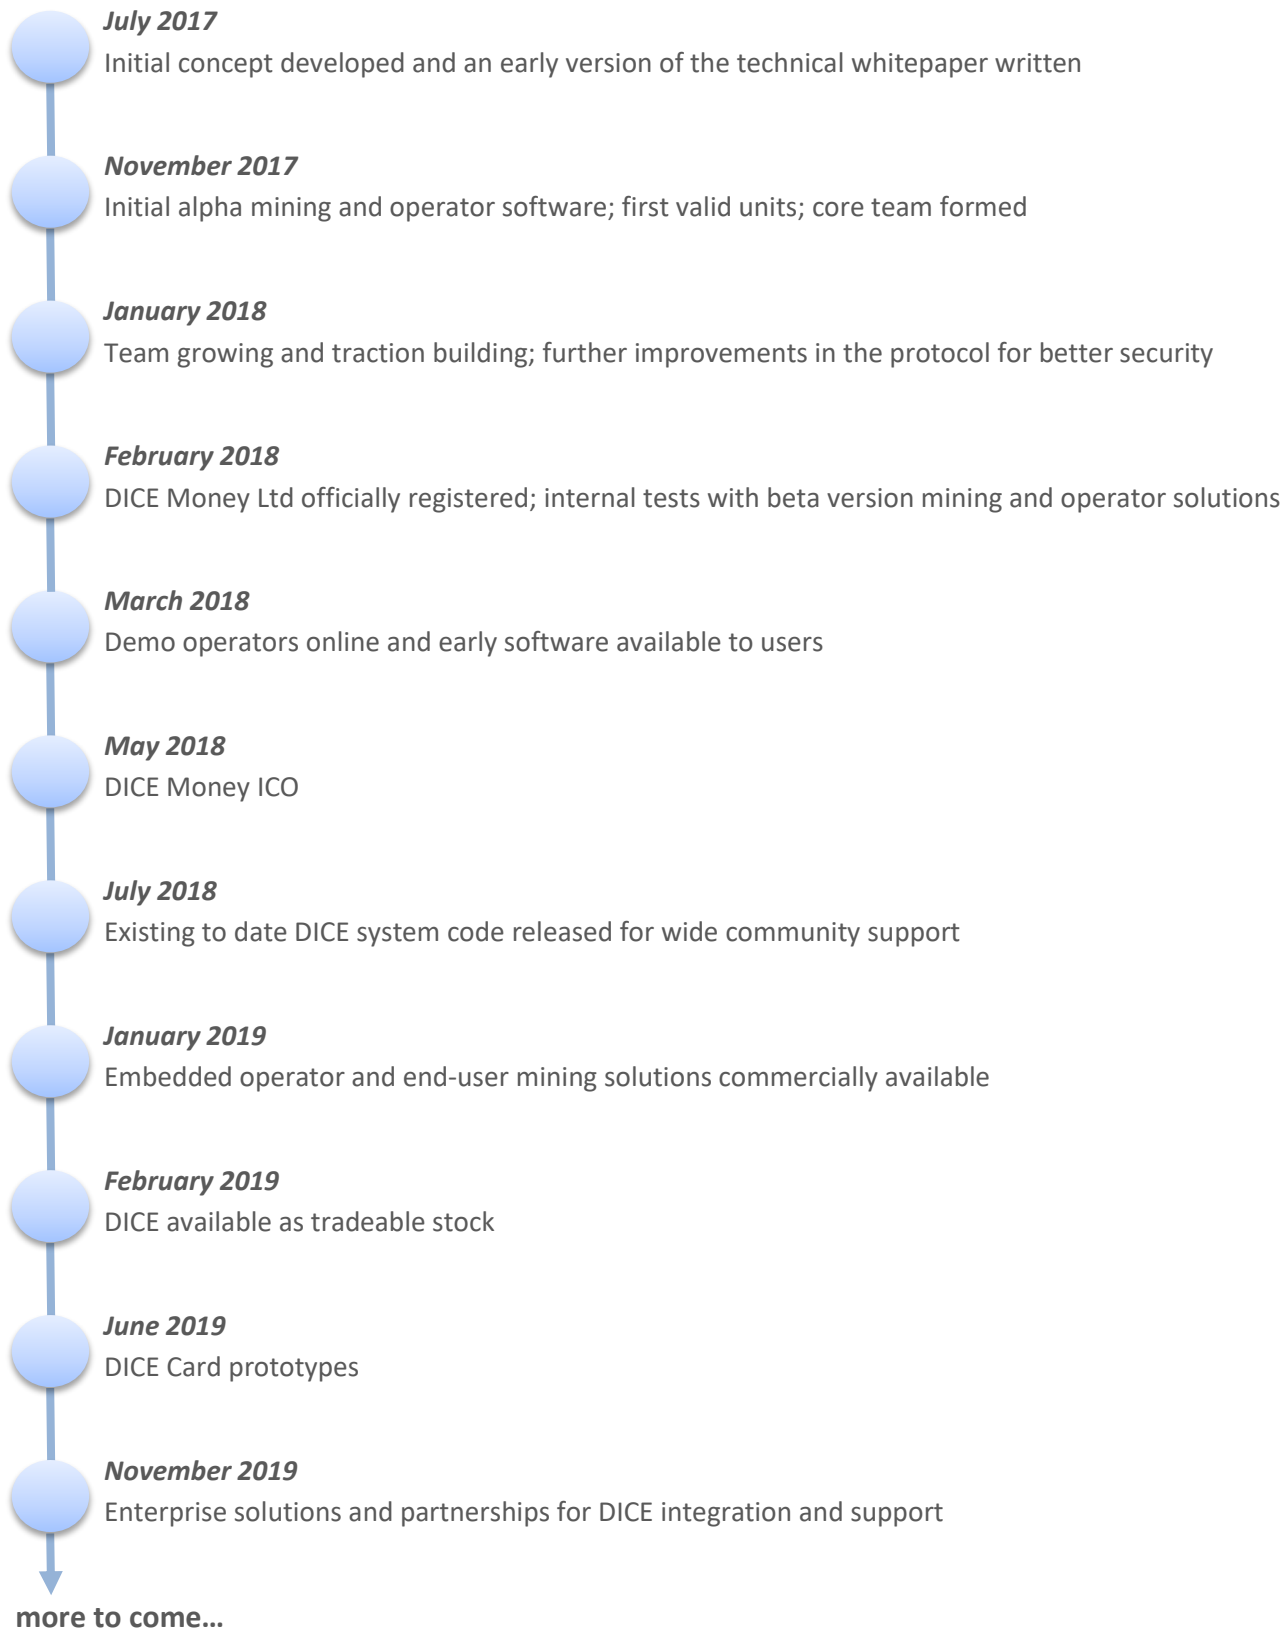 July 2017
Initial concept developed and an early version of the technical whitepaper written
November 2017
Initial alpha mining and operator software; first valid units; core team formed
January 2018
Team growing and traction building; further improvements in the protocol for better security
February 2018
DICE Money Ltd officially registered; internal tests with beta version mining and operator solutions
March 2018
Demo operators online and early software available to users
May 2018
DICE Money ICO
July 2018
Existing to date DICE system code released for wide community support
January 2019
Embedded operator and end-user mining solutions commercially available
February 2019
DICE available as tradeable stock
June 2019
DICE Card prototypes
November 2019
Enterprise solutions and partnerships for DICE integration and support
more to come…